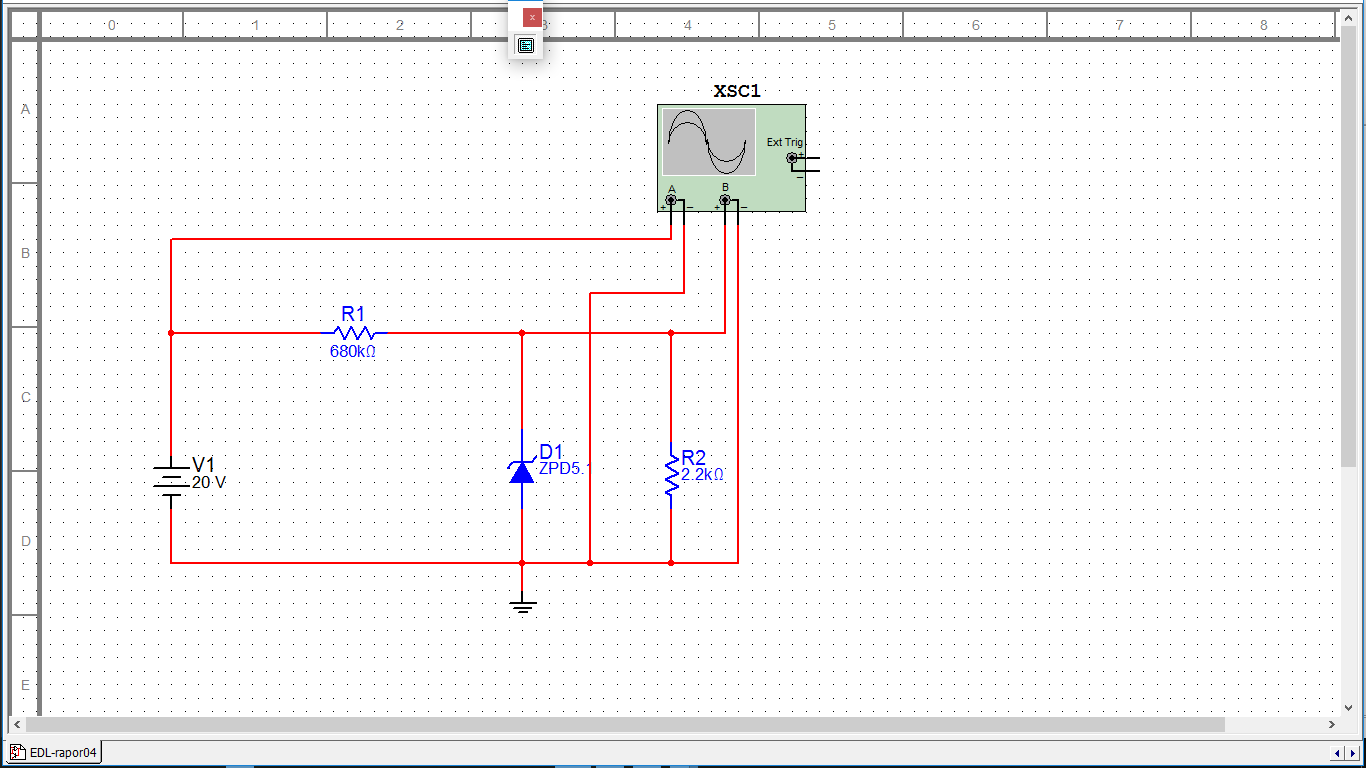 0 1 2 3 4 5 6 7 8
x
A
B
C
D
E
XSC1
Ext Trig
+
−
A
B
+ − + −
R1
680kΩ
V1
20 V
D1
ZPD5.1
R2
2.2kΩ
EDL-rapor04